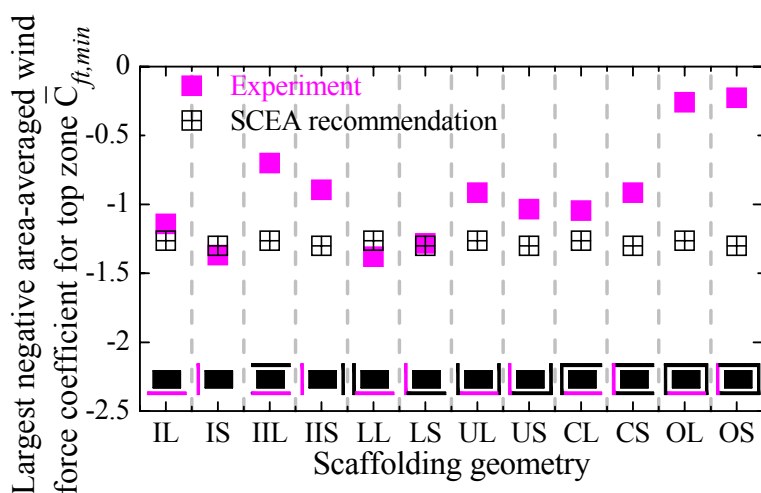 Largest negative area-averaged wind
force coefficient for top zone C̅ft,min
0
-0.5
-1
-1.5
-2
-2.5
Experiment
SCEA recommendation
IL IS IIL IIS LL LS UL US CL CS OL OS
Scaffolding geometry